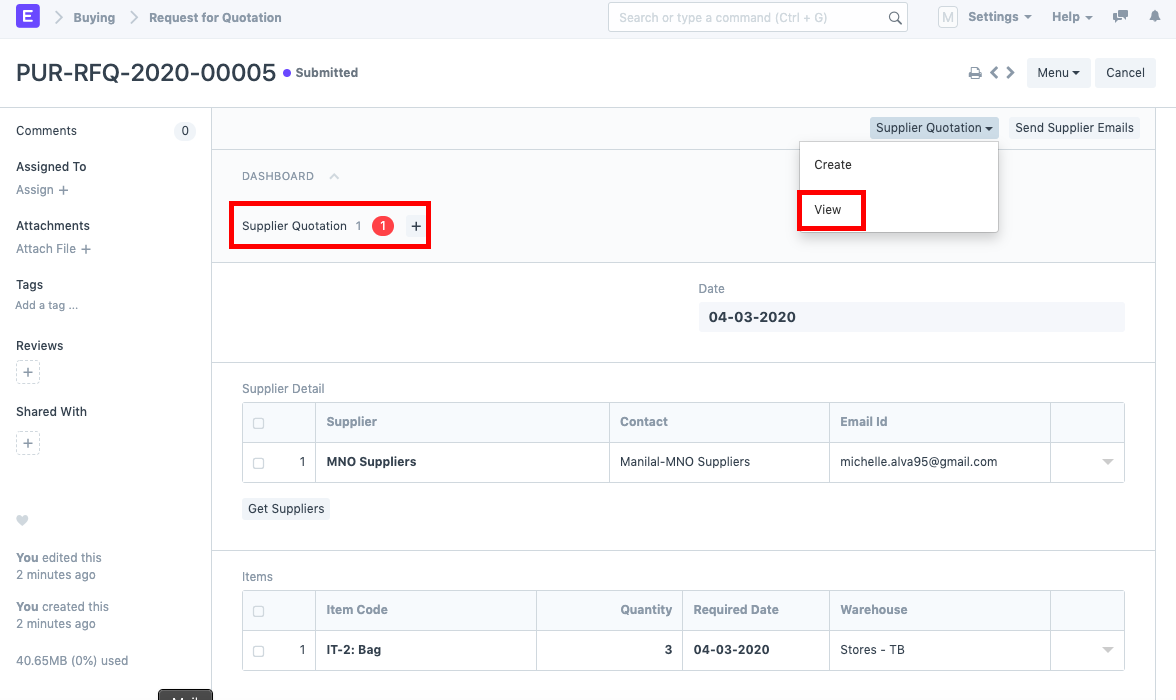 E Buying Request for Quotation Search or type a command (Ctrl + G) M Settings Help
PUR-RFQ-2020-00005 Submitted Menu Cancel
Comments 0
Supplier Quotation Send Supplier Emails
Create
View
Assigned To
Assign +
Attachments
Attach File +
Tags
Add a tag ...
Reviews
+
Shared With
+
You edited this
2 minutes ago
You created this
2 minutes ago
40.65MB (0%) used
DASHBOARD
Supplier Quotation 1 1 +
Date
04-03-2020
Supplier Detail
Supplier Contact Email Id
1 MNO Suppliers Manilal-MNO Suppliers michelle.alva95@gmail.com
Get Suppliers
Items
Item Code Quantity Required Date Warehouse
1 IT-2: Bag 3 04-03-2020 Stores - TB